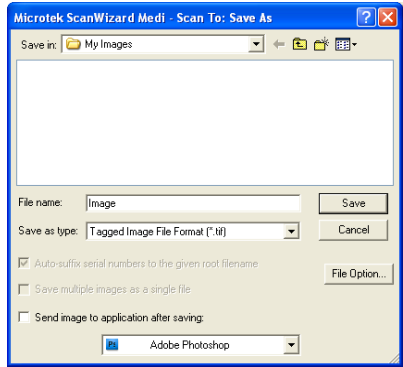 Microtek ScanWizard Medi - Scan To: Save As
Save in: My Images
File name: Image Save
Save as type: Tagged Image File Format (*.tif) Cancel
Auto-suffix serial numbers to the given root filename
File Option...
Save multiple images as a single file
Send image to application after saving:
Ps Adobe Photoshop